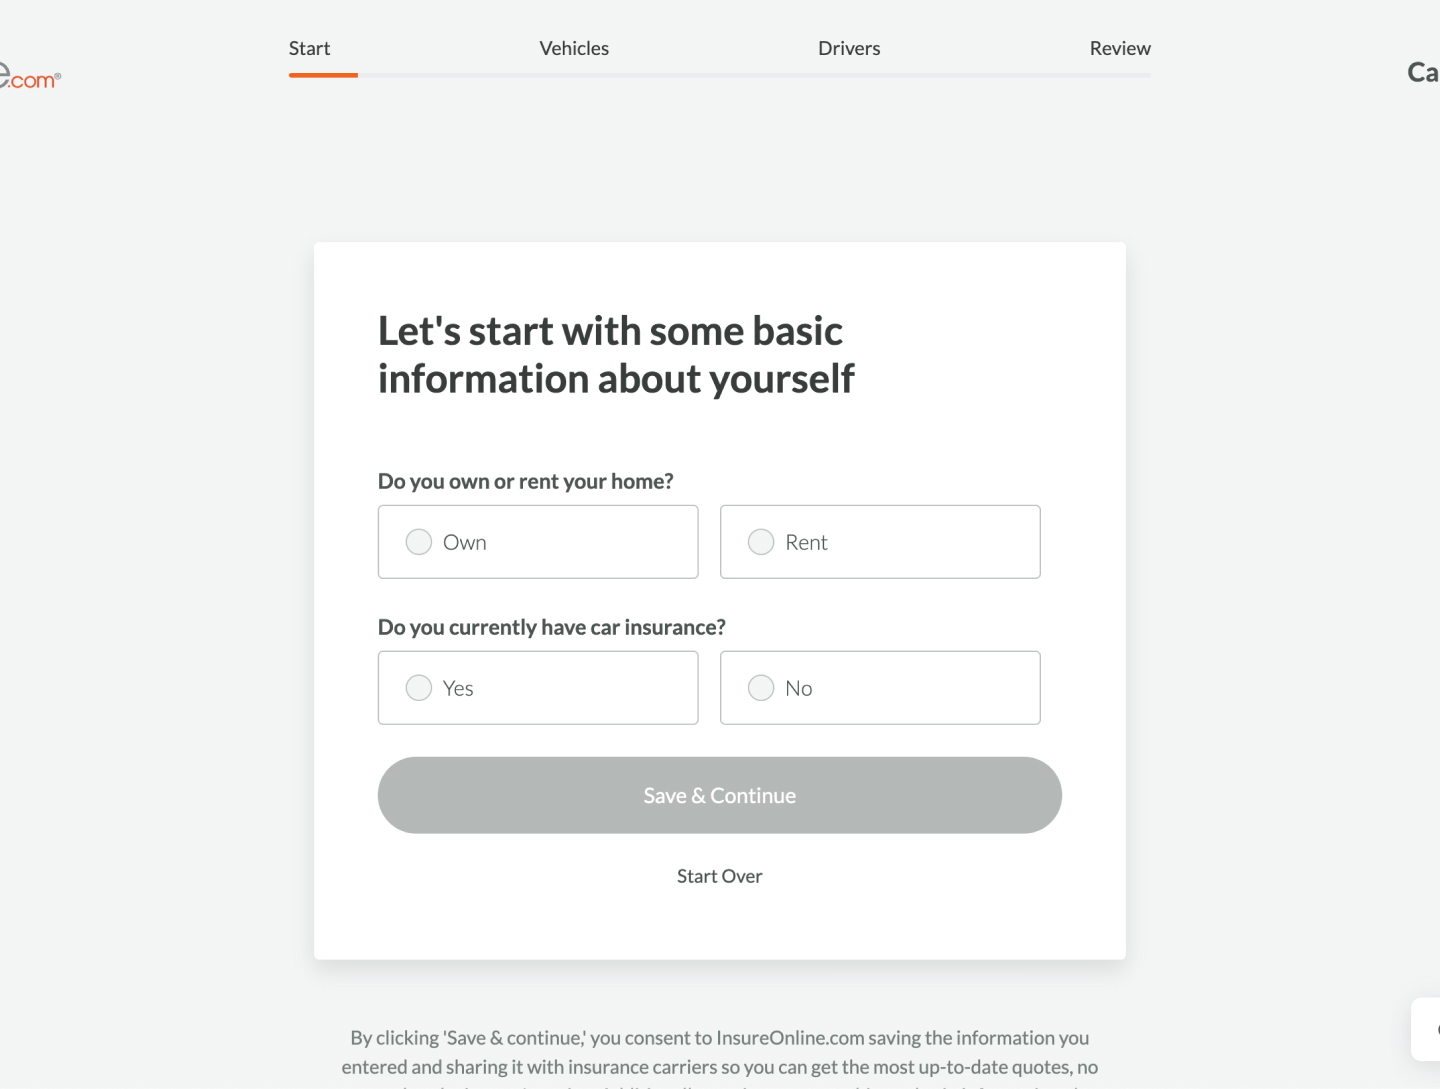 Start
Vehicles
Drivers
Review
e.com®
Ca
Let's start with some basic
information about yourself
Do you own or rent your home?
Own
Rent
Do you currently have car insurance?
Yes
No
Save & Continue
Start Over
By clicking 'Save & continue,' you consent to InsureOnline.com saving the information you
entered and sharing it with insurance carriers so you can get the most up-to-date quotes, no